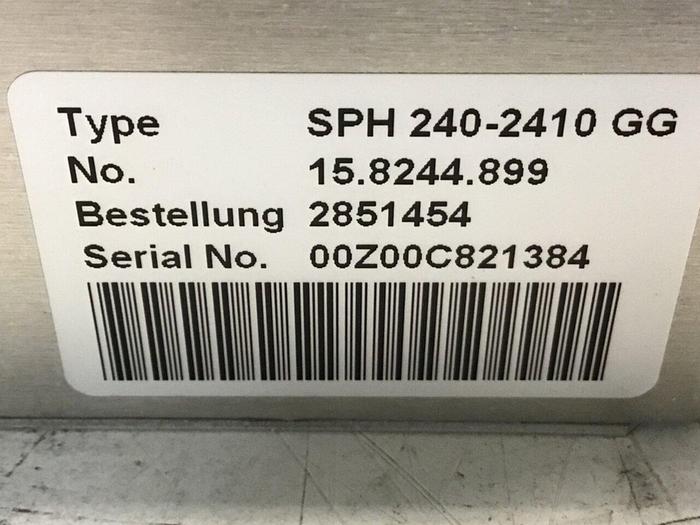 Type SPH 240-2410 GG
No. 15.8244.899
Bestellung 2851454
Serial No. 00Z00C821384